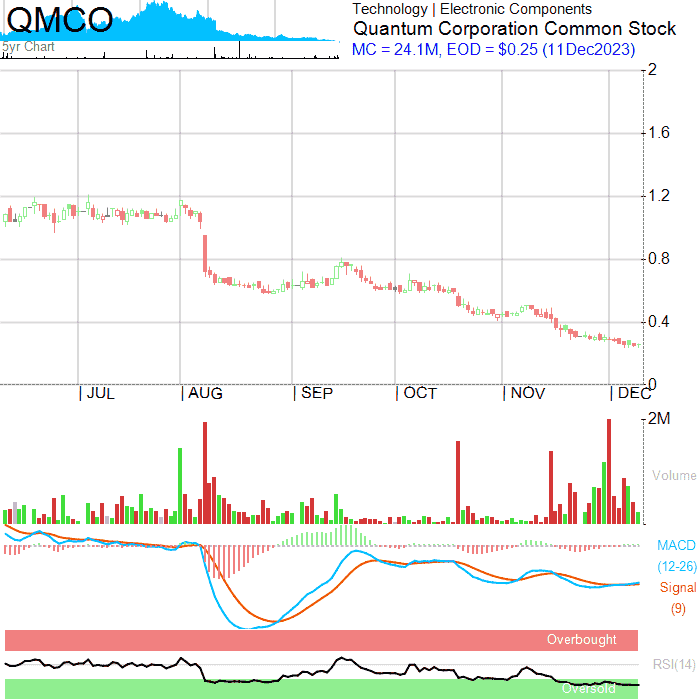 QMCO
5yr Chart
Technology | Electronic Components
Quantum Corporation Common Stock
MC = 24.1M, EOD = $0.25 (11Dec2023)
2
1.6
1.2
0.8
0.4
0
JUL AUG SEP OCT NOV DEC
2M
Volume
MACD
(12-26)
Signal
(9)
Overbought
RSI(14)
Oversold